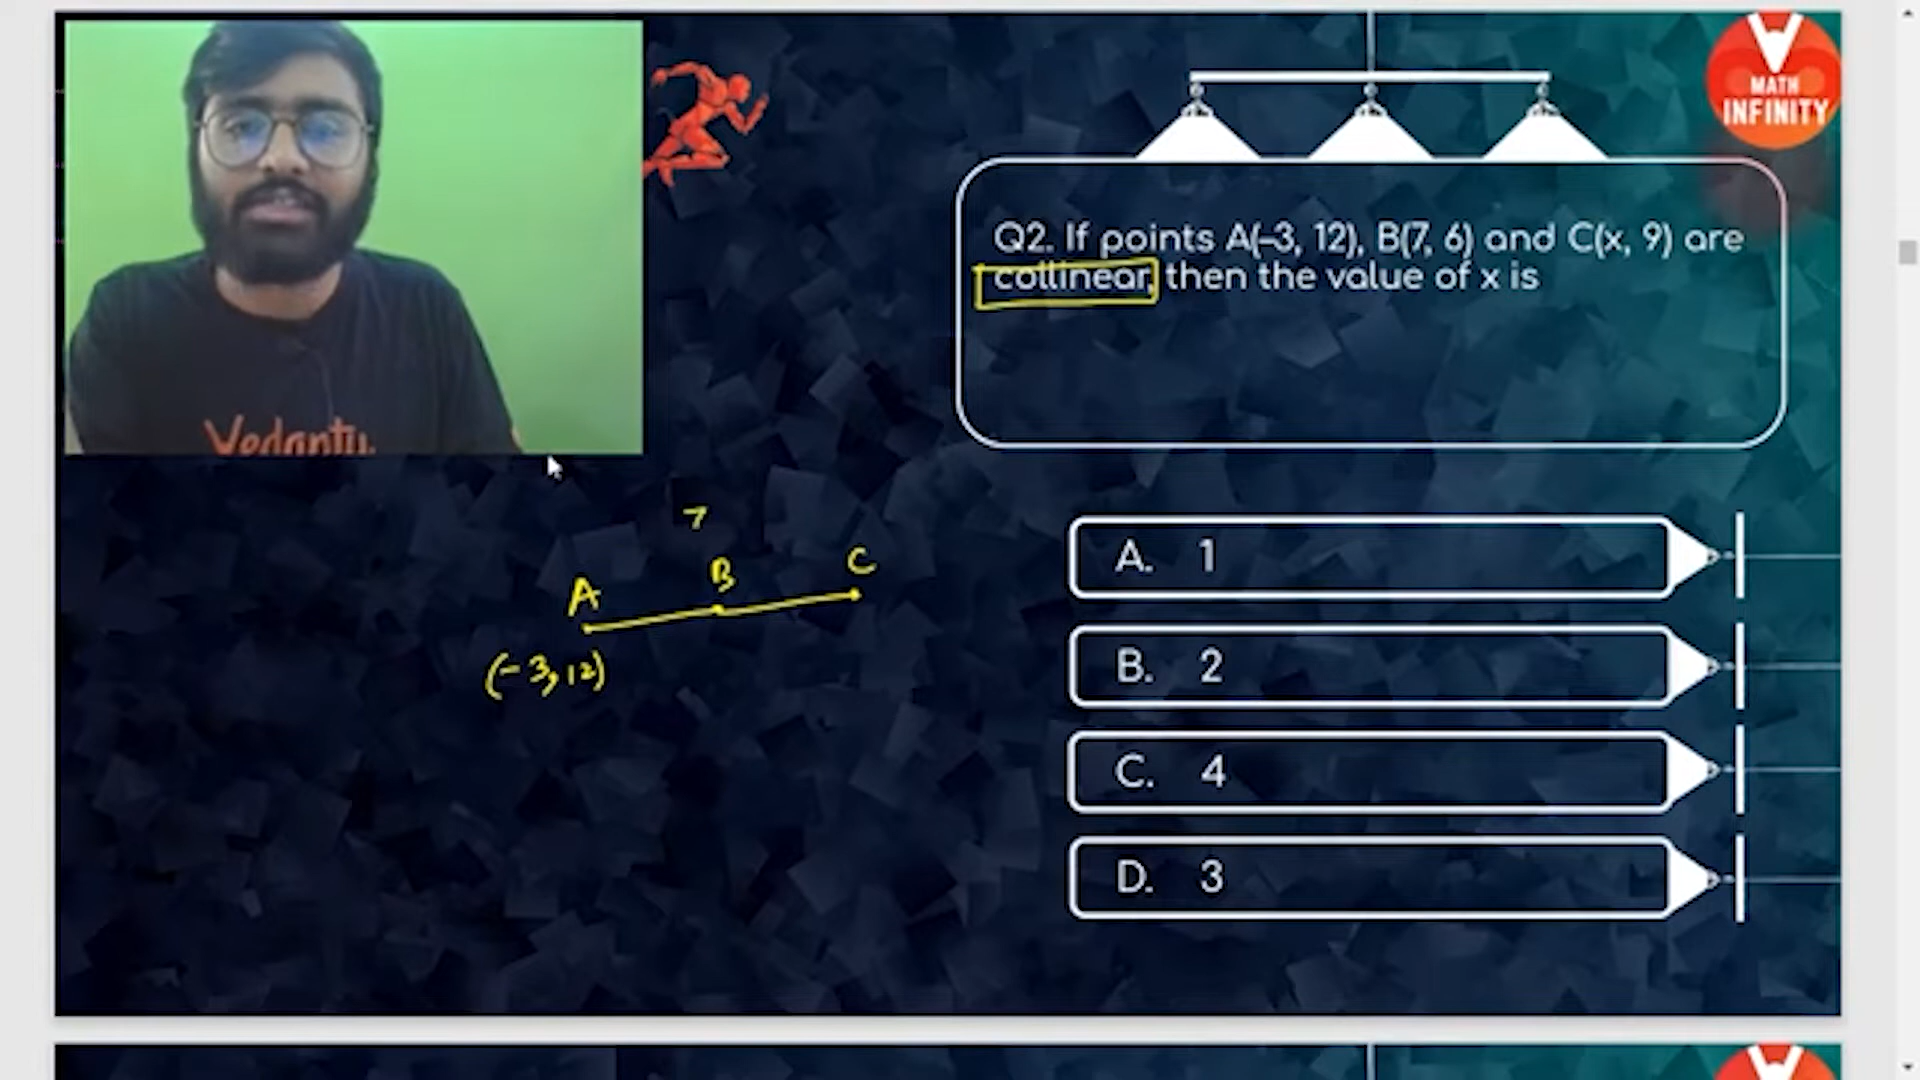 MATH
INFINITY
Q2. If points A(–3, 12), B(7, 6) and C(x, 9) are
collinear, then the value of x is
Vedantu
7
A B C
(-3, 12)
A. 1
B. 2
C. 4
D. 3